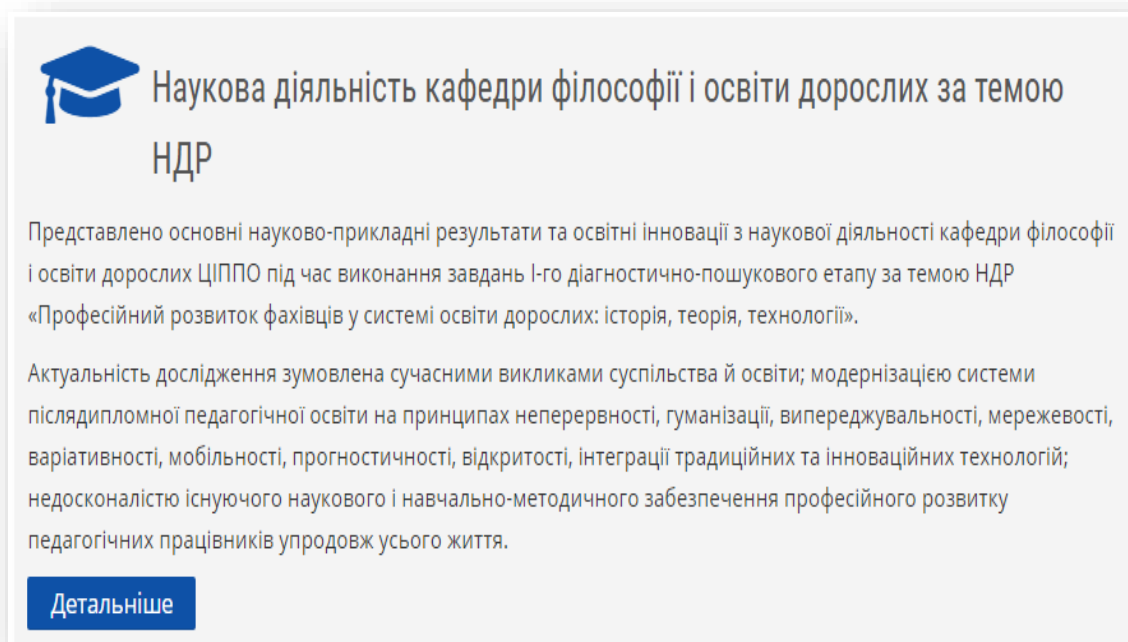 Наукова діяльність кафедри філософії і освіти дорослих за темою
НДР
Представлено основні науково-прикладні результати та освітні інновації з наукової діяльності кафедри філософії
і освіти дорослих ЦІППО під час виконання завдань І-го діагностично-пошукового етапу за темою НДР
«Професійний розвиток фахівців у системі освіти дорослих: історія, теорія, технології».
Актуальність дослідження зумовлена сучасними викликами суспільства й освіти; модернізацією системи
післядипломної педагогічної освіти на принципах неперервності, гуманізації, випереджувальності, мережевості,
варіативності, мобільності, прогностичності, відкритості, інтеграції традиційних та інноваційних технологій;
недосконалістю існуючого наукового і навчально-методичного забезпечення професійного розвитку
педагогічних працівників упродовж усього життя.
Детальніше